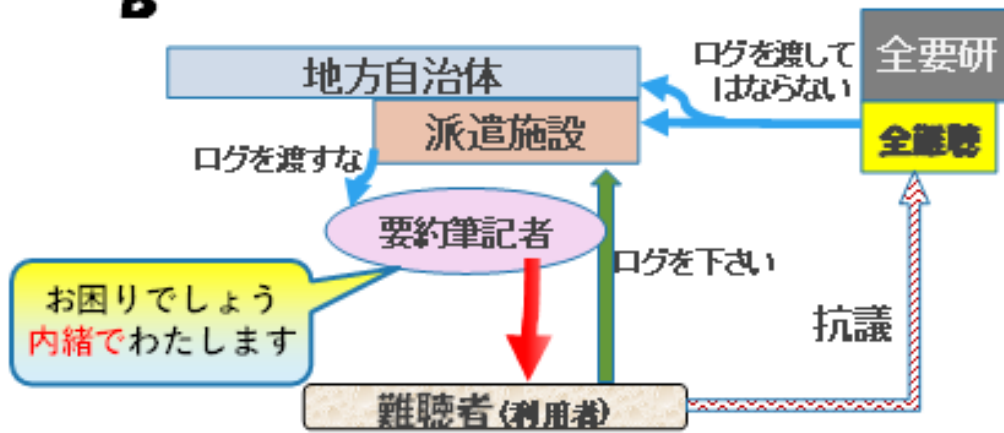 B
全要研
ログを渡して
はならない
地方自治体
全難聴
派遣施設
ログを渡すな
要約筆記者
ログを下さい
お困りでしょう
内緒でわたします
抗議
難聴者(利用者)